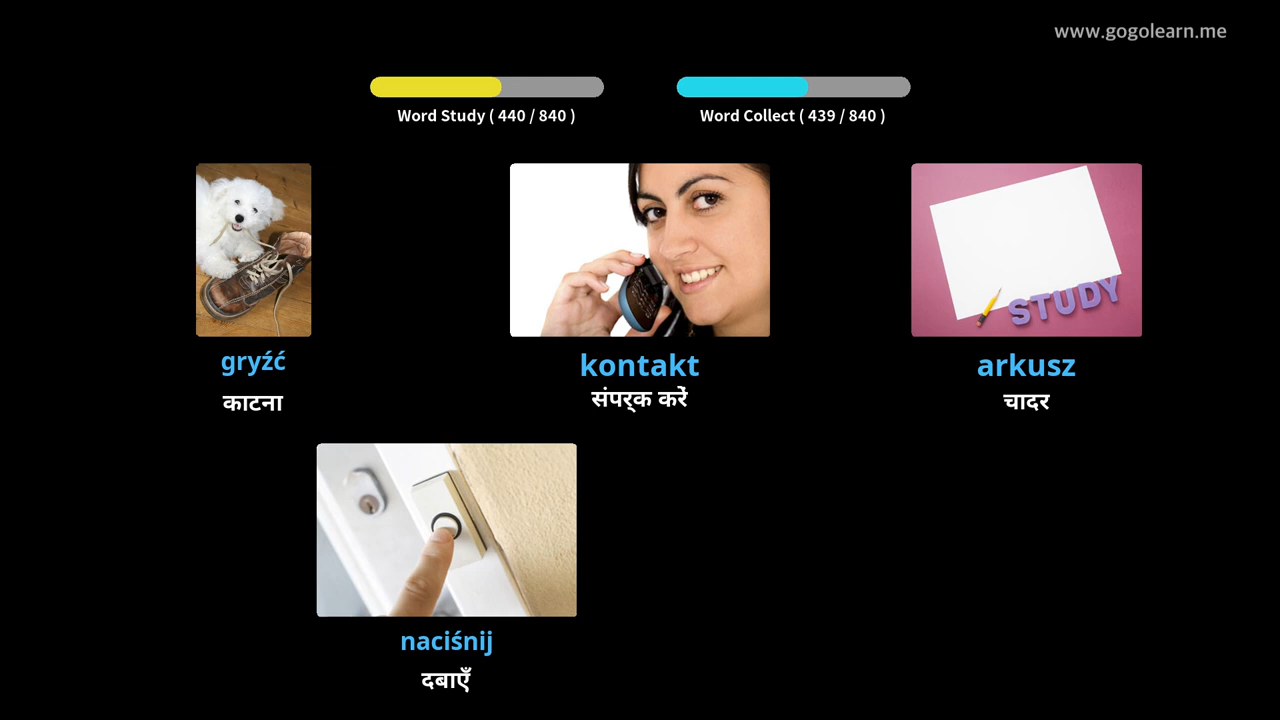 www.gogolearn.me
Word Study ( 440 / 840 )
Word Collect ( 439 / 840 )
STUDY
gryźć
kontakt
arkusz
काटना
संपर्क करें
चादर
naciśnij
दबाएँ